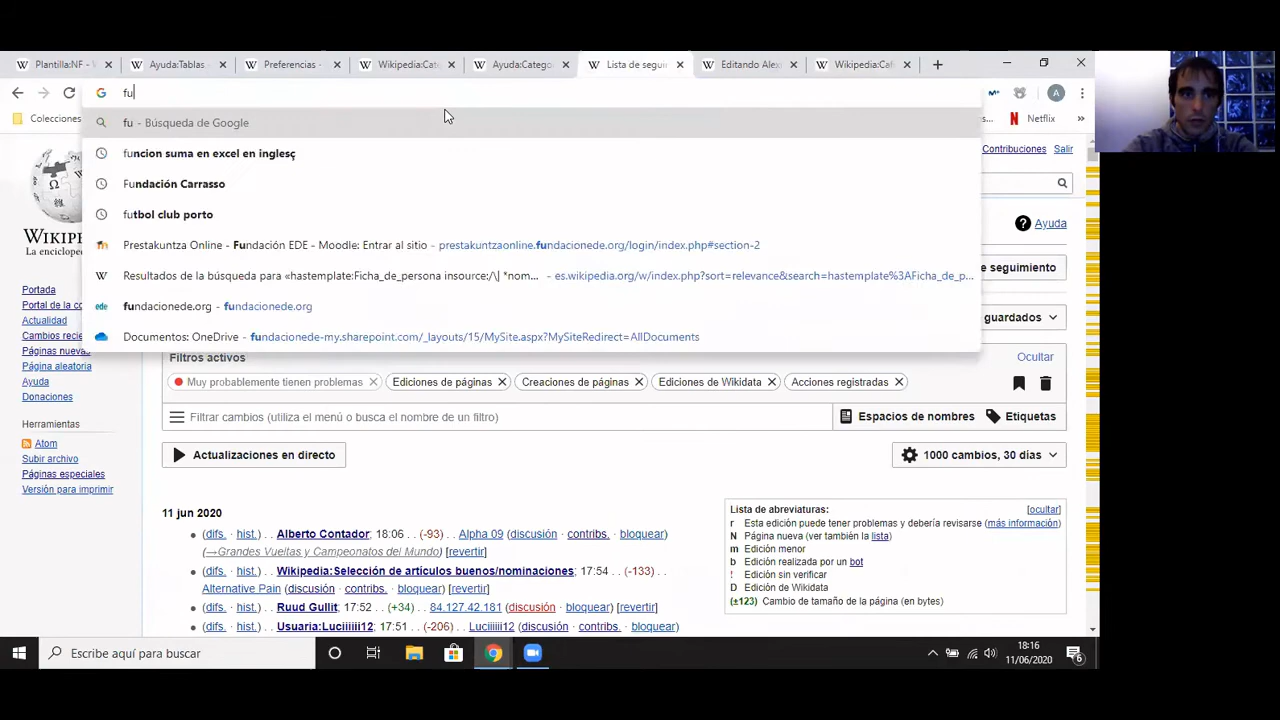 Plantilla:NF - W
Ayuda:Tablas
Preferencias -
Wikipedia:Cate
Ayuda:Catego
Lista de segui
Editando Alex
Wikipedia:Caf
fu
Colecciones
Netflix
»
fu - Búsqueda de Google
funcion suma en excel en inglesç
Fundación Carrasso
futbol club porto
Prestakuntza Online - Fundación EDE - Moodle: Entrar al sitio - prestakuntzaonline.fundacionede.org/login/index.php#section-2
Resultados de la búsqueda para «hastemplate:Ficha_de_persona insource:/\| *nom... - es.wikipedia.org/w/index.php?sort=relevance&search=hastemplate%3AFicha_de_p...
fundacionede.org - fundacionede.org
Documentos: OneDrive - fundacionede-my.sharepoint.com/_layouts/15/MySite.aspx?MySiteRedirect=AllDocuments
Contribuciones Salir
Ayuda
e seguimiento
guardados
WIKIP
La enciclope
Portada
Portal de la co
Actualidad
Cambios recie
Páginas nueva
Página aleatoria
Ayuda
Donaciones
Herramientas
Atom
Subir archivo
Páginas especiales
Versión para imprimir
Filtros activos
Ocultar
Muy probablemente tienen problemas
Ediciones de página
Creaciones de páginas
Ediciones de Wikidata
Acciones registradas
Filtrar cambios (utiliza el menú o busca el nombre de un filtro)
Espacios de nombres
Etiquetas
Actualizaciones en directo
1000 cambios, 30 días
11 jun 2020
(difs. · hist.) . . Alberto Contador; 18:08 . . (-93) . . Alpha 09 (discusión · contribs. · bloquear)
(→Grandes Vueltas y Campeonatos del Mundo) [revertir]
(difs. · hist.) . . Wikipedia:Selección de artículos buenos/nominaciones; 17:54 . . (-133) . .
Alternative Pain (discusión · contribs. · bloquear) [revertir]
(difs. · hist.) . . Ruud Gullit; 17:52 . . (+34) . . 84.127.42.181 (discusión · bloquear) [revertir]
(difs. · hist.) . . Usuaria:Luciiiiii12; 17:51 . . (-206) . . Luciiiiii12 (discusión · contribs. · bloquear)
Lista de abreviaturas: [ocultar]
Esta edición puede tener problemas y debería revisarse (más información)
N Página nueva (ver también la lista)
m Edición menor
b Edición realizada por un bot
! Edición sin verificar
D Edición de Wikidata
(±123) Cambio de tamaño de la página (en bytes)
Escribe aquí para buscar
18:16
11/06/2020
6